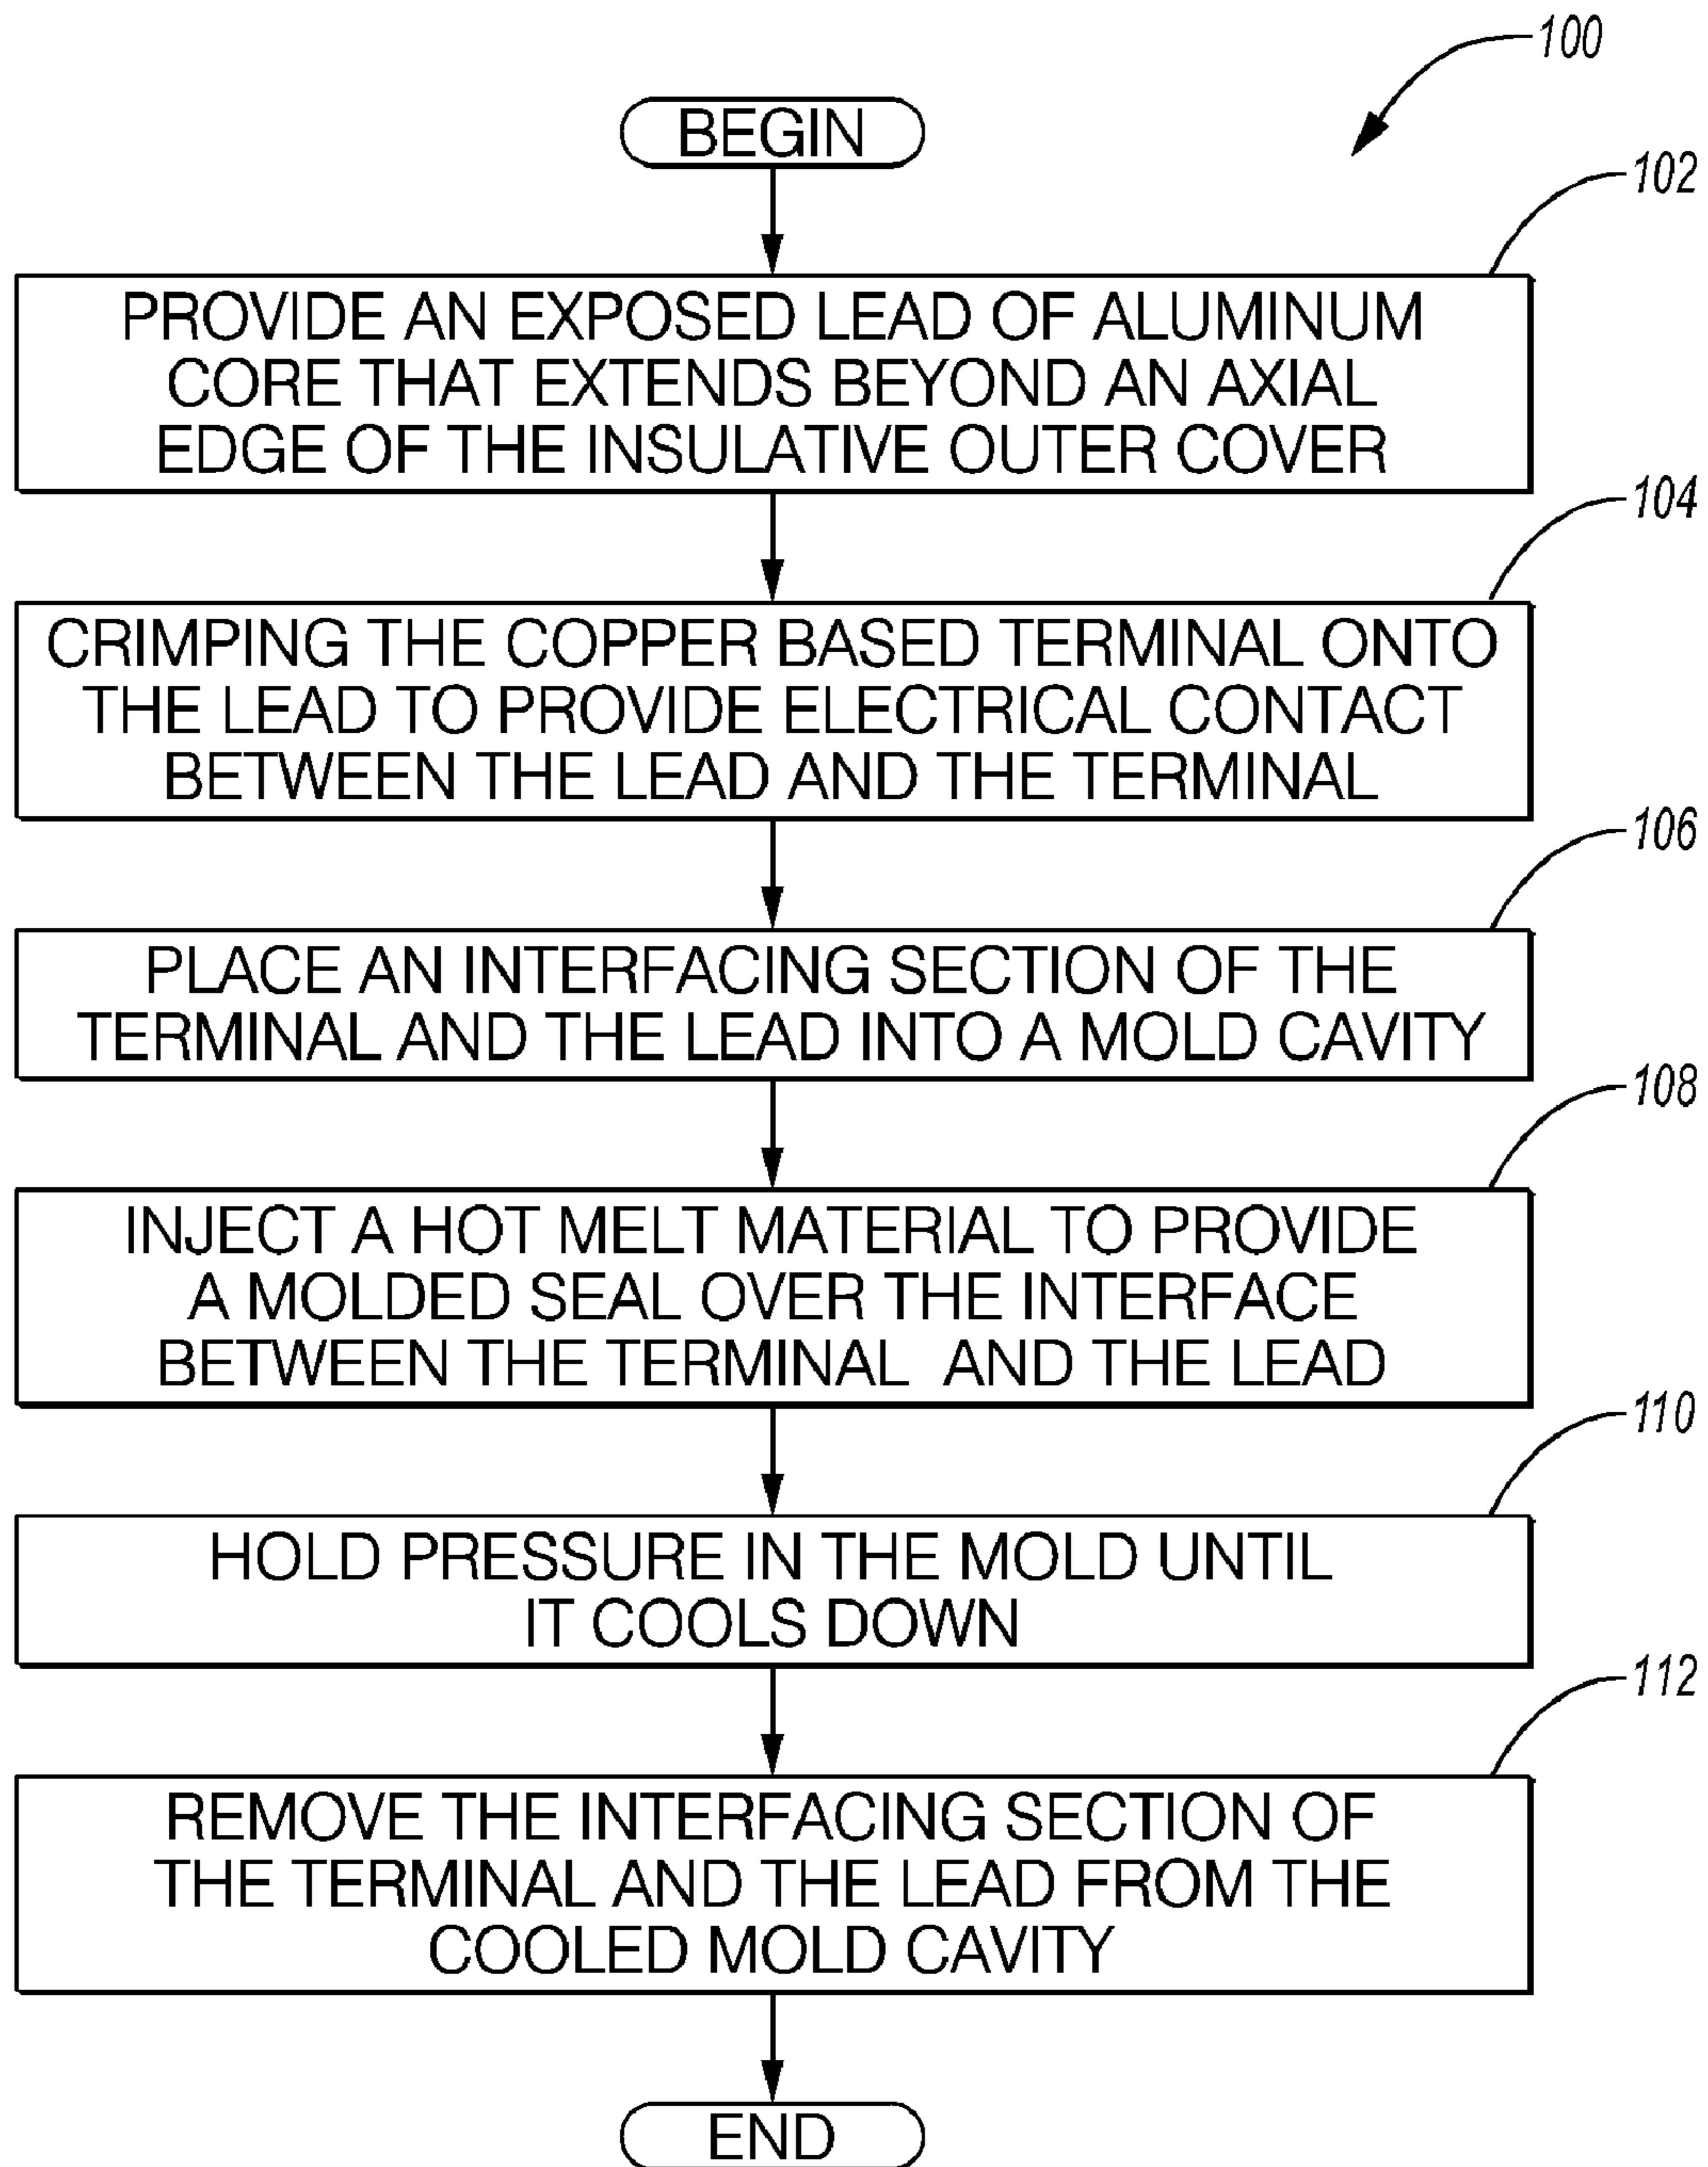 100
BEGIN
102
PROVIDE AN EXPOSED LEAD OF ALUMINUM
CORE THAT EXTENDS BEYOND AN AXIAL
EDGE OF THE INSULATIVE OUTER COVER
104
CRIMPING THE COPPER BASED TERMINAL ONTO
THE LEAD TO PROVIDE ELECTRICAL CONTACT
BETWEEN THE LEAD AND THE TERMINAL
106
PLACE AN INTERFACING SECTION OF THE
TERMINAL AND THE LEAD INTO A MOLD CAVITY
108
INJECT A HOT MELT MATERIAL TO PROVIDE
A MOLDED SEAL OVER THE INTERFACE
BETWEEN THE TERMINAL AND THE LEAD
110
HOLD PRESSURE IN THE MOLD UNTIL
IT COOLS DOWN
112
REMOVE THE INTERFACING SECTION OF
THE TERMINAL AND THE LEAD FROM THE
COOLED MOLD CAVITY
END